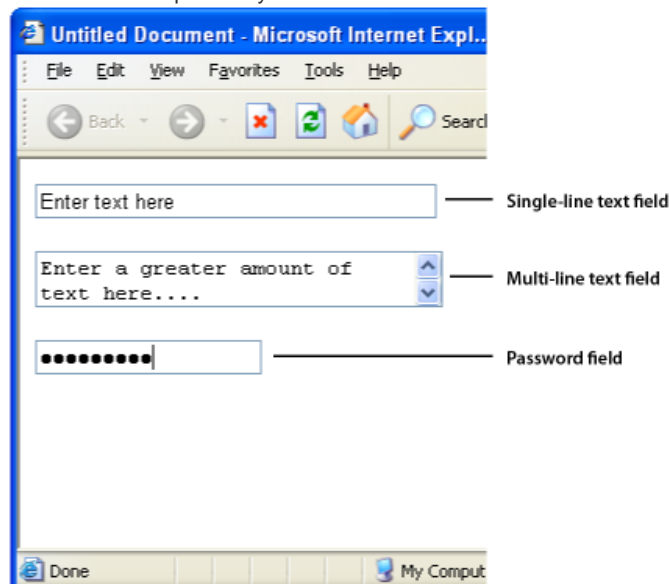 Untitled Document - Microsoft Internet Expl...
File Edit View Favorites Tools Help
Back Search
Enter text here
Single-line text field
Enter a greater amount of
text here....
Multi-line text field
•••••••••
Password field
Done My Comput